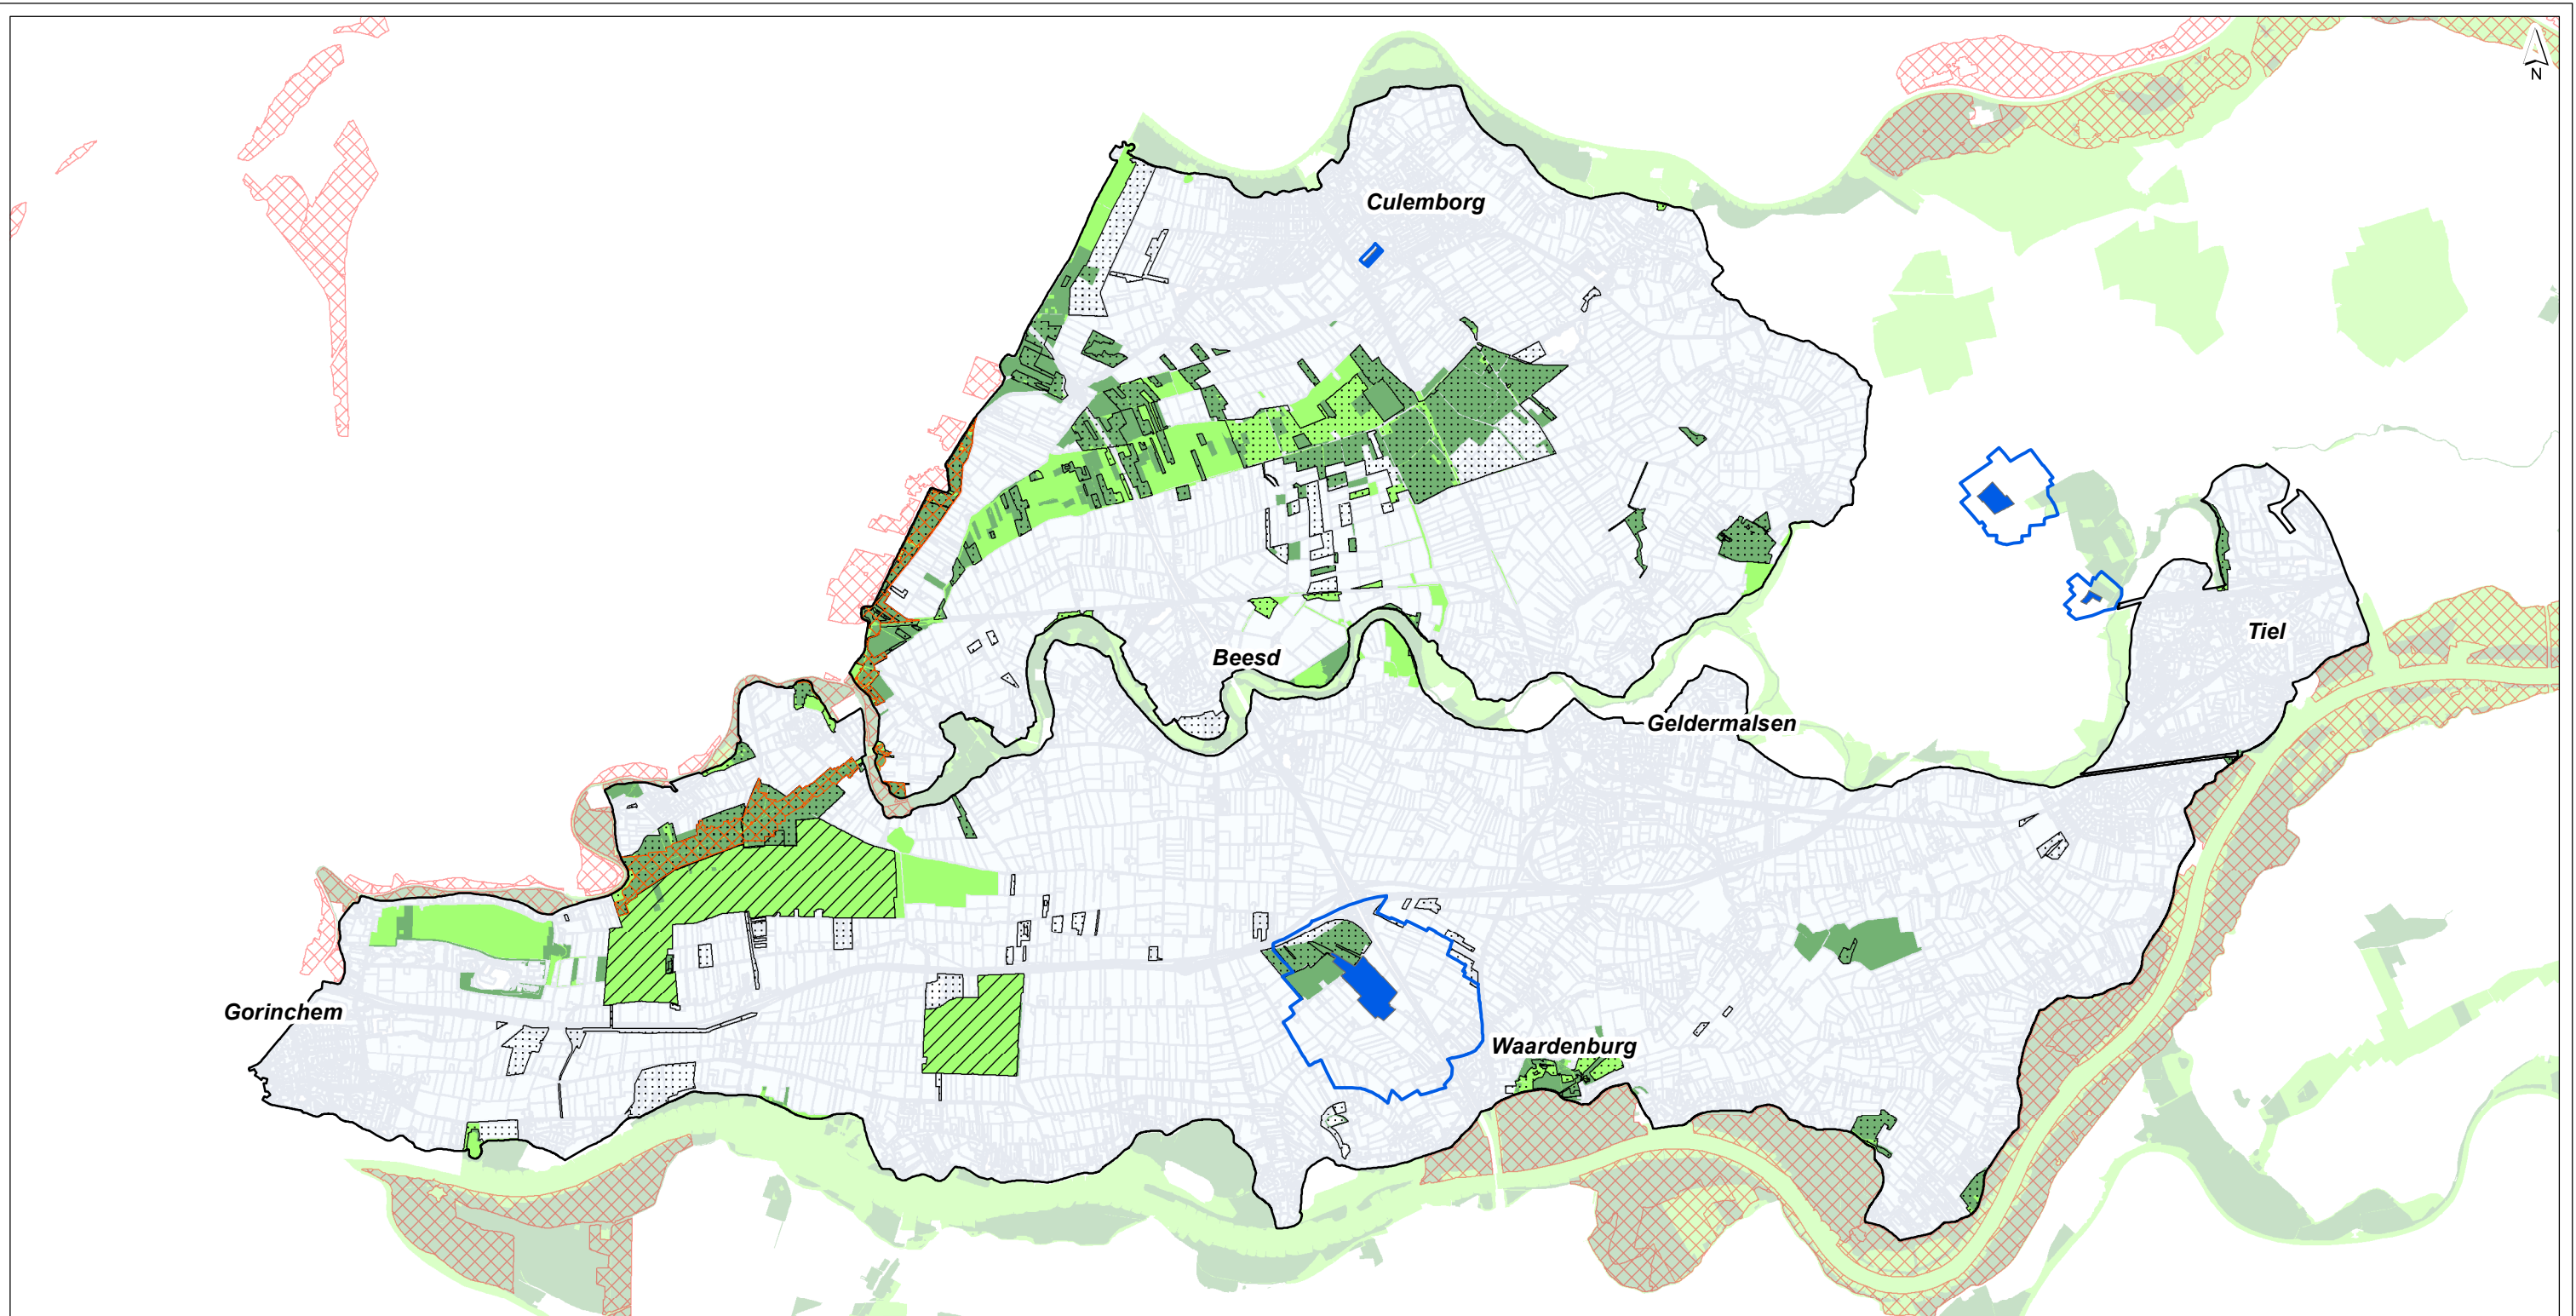 N
Culemborg
Tiel
Beesd
Geldermalsen
Gorinchem
Waardenburg